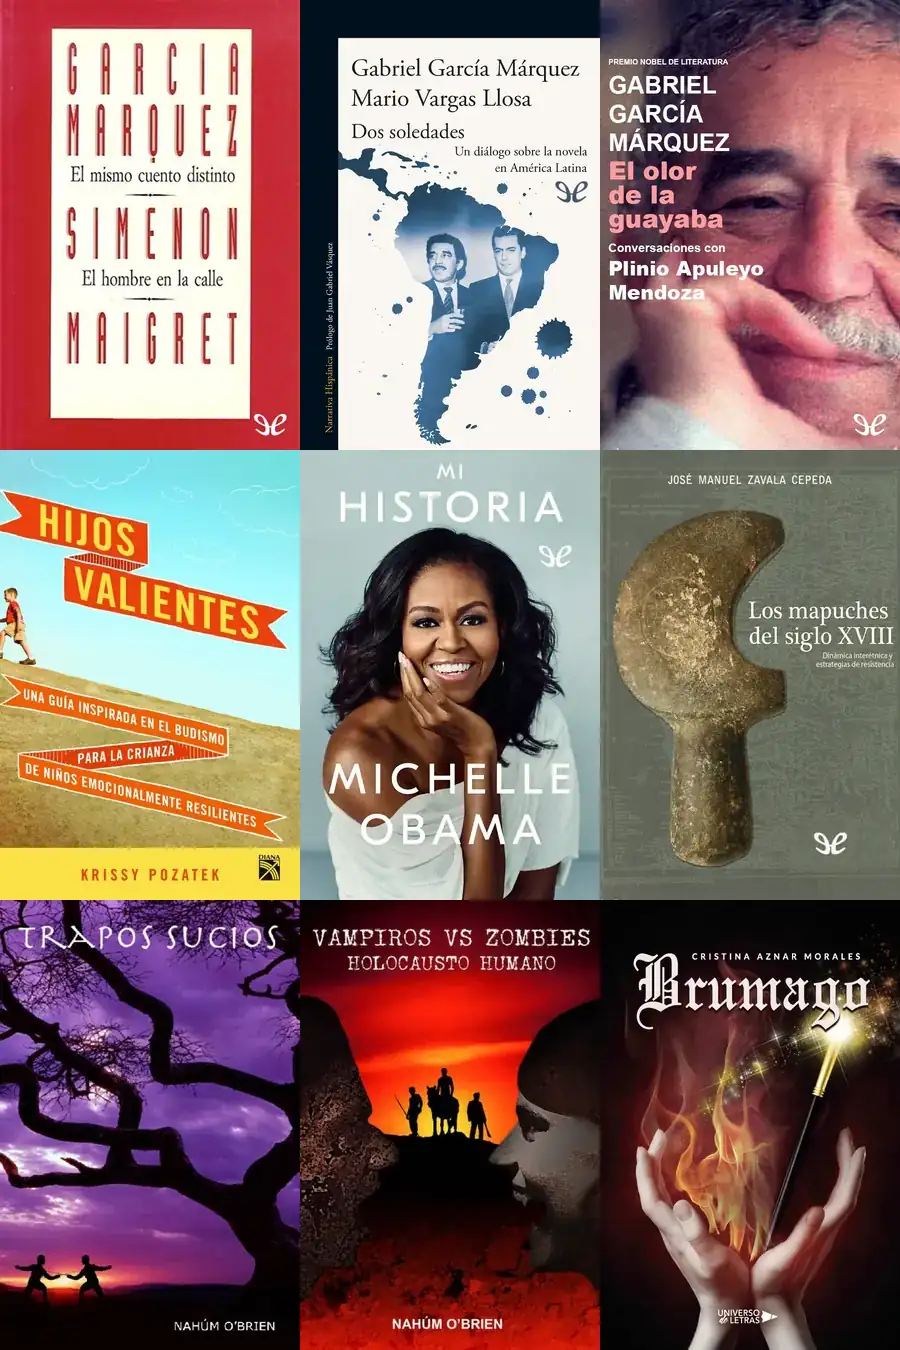 GARCIA
MARQUEZ
El mismo cuento distinto
SIMENON
El hombre en la calle
MAIGRET
Gabriel García Márquez
Mario Vargas Llosa
Dos soledades
Un diálogo sobre la novela
en América Latina
Narrativa Hispánica Prólogo de Juan Gabriel Vásquez
PREMIO NOBEL DE LITERATURA
GABRIEL
GARCÍA
MÁRQUEZ
El olor
de la
guayaba
Conversaciones con
Plinio Apuleyo
Mendoza
HIJOS
VALIENTES
UNA GUÍA INSPIRADA EN EL BUDISMO
PARA LA CRIANZA
DE NIÑOS EMOCIONALMENTE RESILIENTES
KRISSY POZATEK
DIANA
MI
HISTORIA
MICHELLE
OBAMA
JOSÉ MANUEL ZAVALA CEPEDA
Los mapuches
del siglo XVIII
Dinámica interétnica y
estrategias de resistencia
TRAPOS SUCIOS
NAHÚM O'BRIEN
VAMPIROS VS ZOMBIES
HOLOCAUSTO HUMANO
NAHÚM O'BRIEN
CRISTINA AZNAR MORALES
Brumago
UNIVERSO
de LETRAS